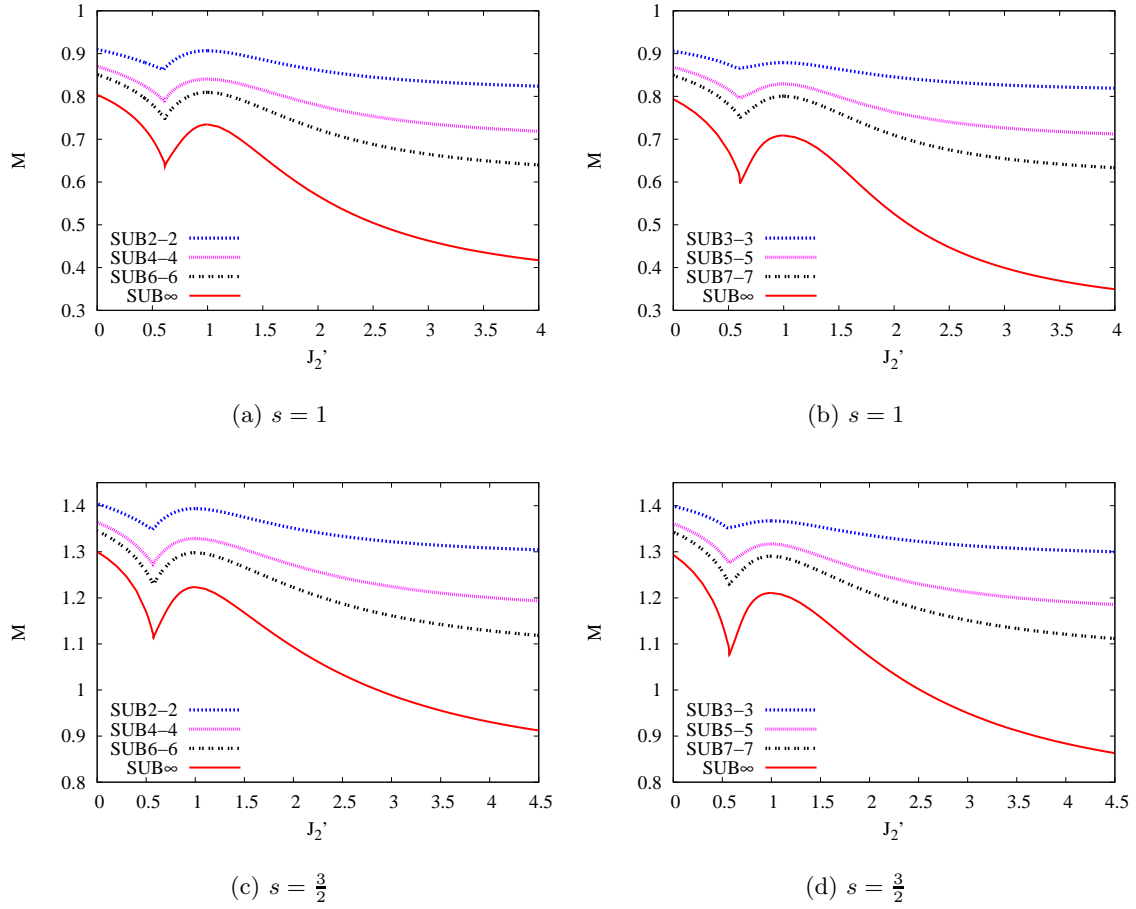 1
0.9
0.8
0.7
0.6
0.5
0.4
0.3
M
SUB2−2
SUB4−4
SUB6−6
SUB∞
0 0.5 1 1.5 2 2.5 3 3.5 4
J2’
(a) s = 1
1
0.9
0.8
0.7
0.6
0.5
0.4
0.3
M
SUB3−3
SUB5−5
SUB7−7
SUB∞
0 0.5 1 1.5 2 2.5 3 3.5 4
J2’
(b) s = 1
1.4
1.3
1.2
1.1
1
0.9
0.8
M
SUB2−2
SUB4−4
SUB6−6
SUB∞
0 0.5 1 1.5 2 2.5 3 3.5 4 4.5
J2’
(c) s = 3/2
1.4
1.3
1.2
1.1
1
0.9
0.8
M
SUB3−3
SUB5−5
SUB7−7
SUB∞
0 0.5 1 1.5 2 2.5 3 3.5 4 4.5
J2’
(d) s = 3/2